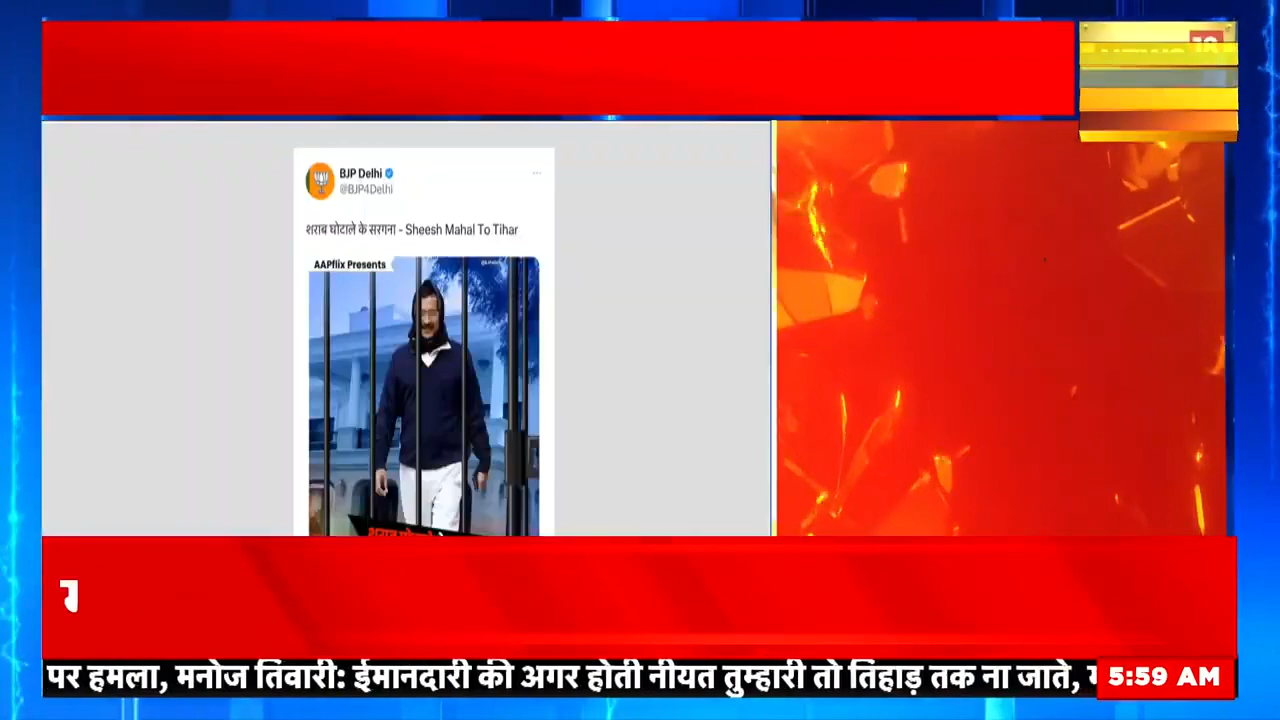 BJP Delhi
@BJP4Delhi
शराब घोटाले के सरगना - Sheesh Mahal To Tihar
AAPflix Presents
पर हमला, मनोज तिवारी: ईमानदारी की अगर होती नीयत तुम्हारी तो तिहाड़ तक ना जाते,
5:59 AM